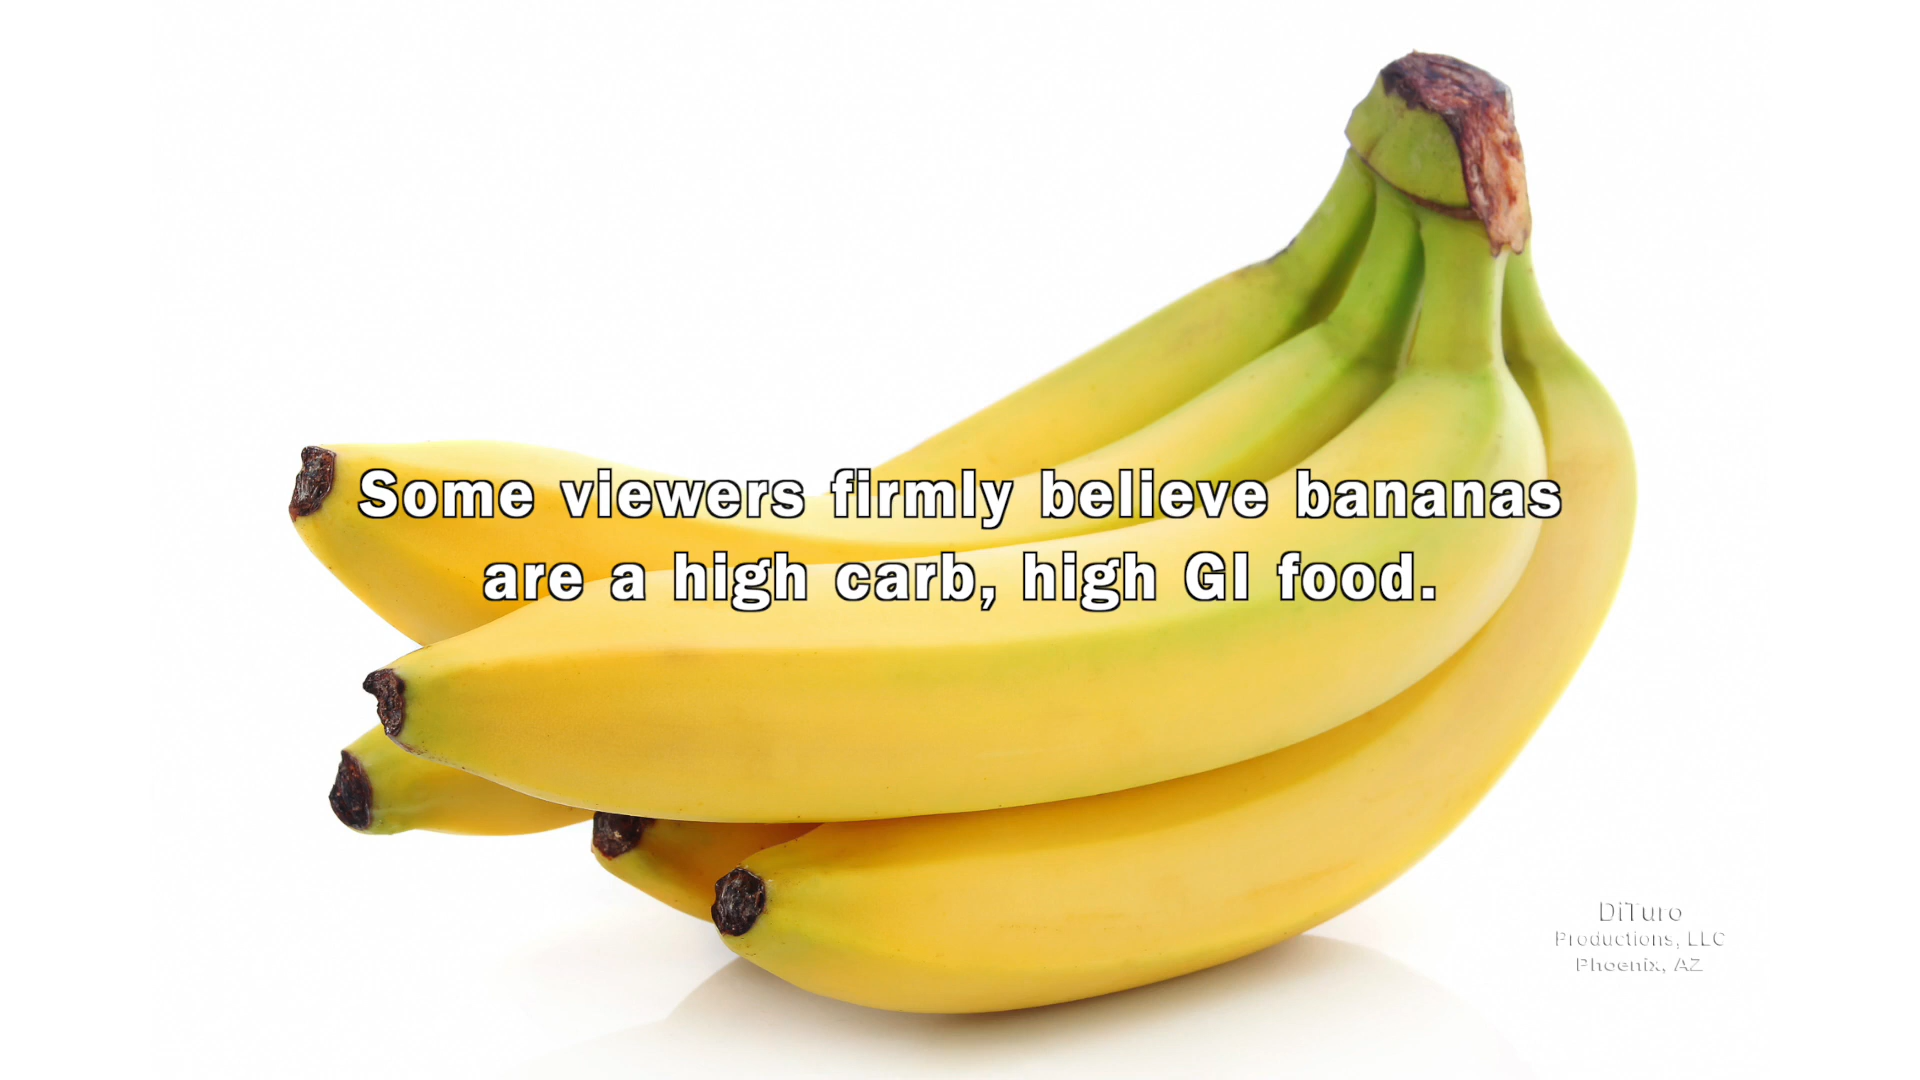 Some viewers firmly believe bananas
are a high carb, high GI food.
DiTuro
Productions, LLC
Phoenix, AZ